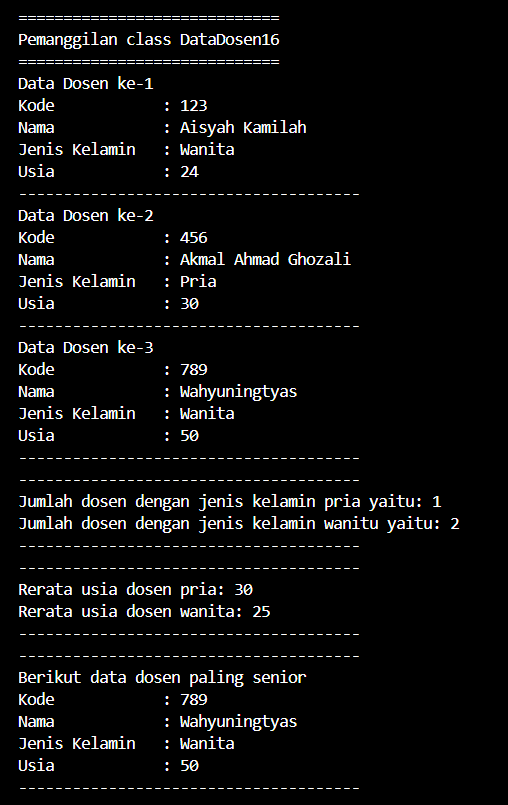 =============================
Pemanggilan class DataDosen16
=============================
Data Dosen ke-1
Kode            : 123
Nama            : Aisyah Kamilah
Jenis Kelamin   : Wanita
Usia            : 24
--------------------------------------
Data Dosen ke-2
Kode            : 456
Nama            : Akmal Ahmad Ghozali
Jenis Kelamin   : Pria
Usia            : 30
--------------------------------------
Data Dosen ke-3
Kode            : 789
Nama            : Wahyuningtyas
Jenis Kelamin   : Wanita
Usia            : 50
--------------------------------------
--------------------------------------
Jumlah dosen dengan jenis kelamin pria yaitu: 1
Jumlah dosen dengan jenis kelamin wanitu yaitu: 2
--------------------------------------
--------------------------------------
Rerata usia dosen pria: 30
Rerata usia dosen wanita: 25
--------------------------------------
--------------------------------------
Berikut data dosen paling senior
Kode            : 789
Nama            : Wahyuningtyas
Jenis Kelamin   : Wanita
Usia            : 50
--------------------------------------